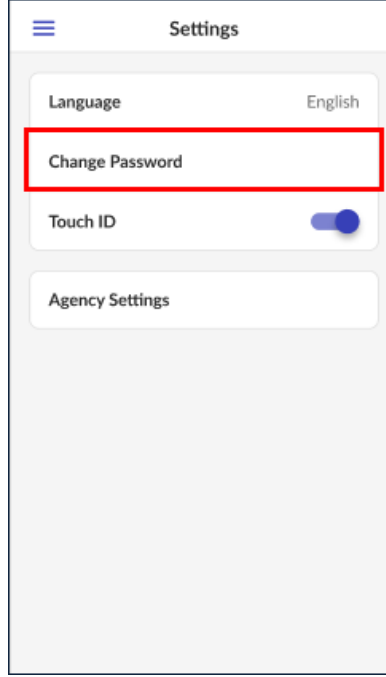 Settings
Language English
Change Password
Touch ID
Agency Settings